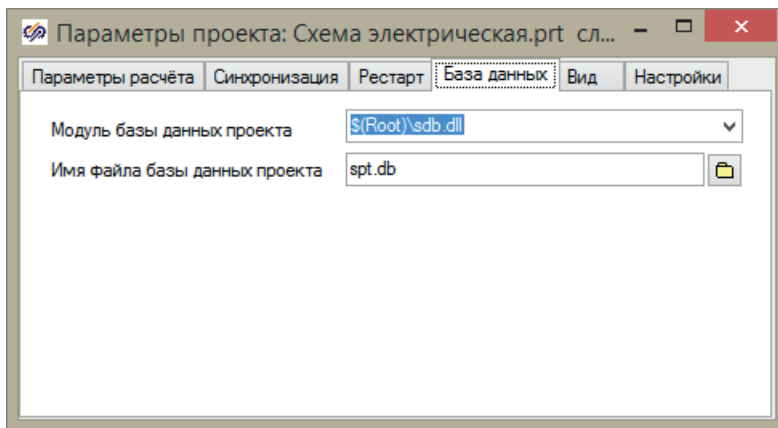 Параметры проекта: Схема электрическая.prt сл...
Параметры расчёта Синхронизация Рестарт База данных Вид Настройки
Модуль базы данных проекта $(Root)\sdb.dll
Имя файла базы данных проекта spt.db